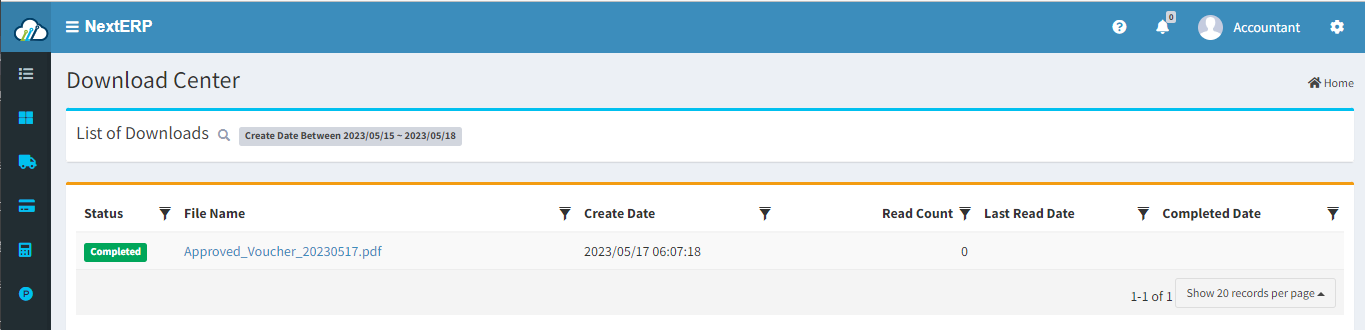 NextERP
0
Accountant
Download Center
Home
List of Downloads
Create Date Between 2023/05/15 ~ 2023/05/18
Status File Name Create Date Read Count Last Read Date Completed Date
Completed Approved_Voucher_20230517.pdf 2023/05/17 06:07:18 0
1-1 of 1 Show 20 records per page
P